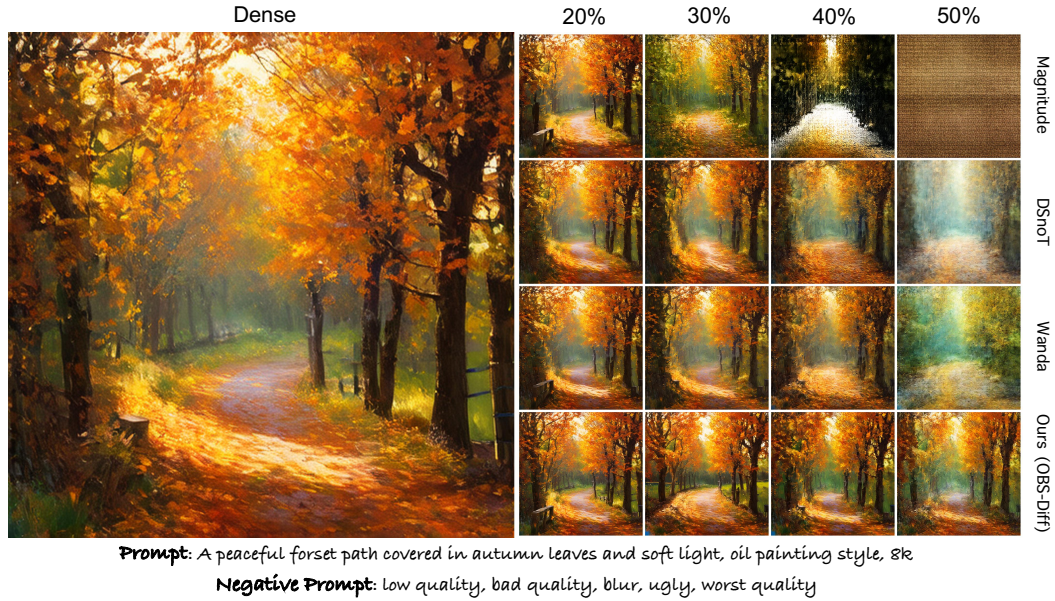 Dense 20% 30% 40% 50%
Magnitude
DSnoT
Wanda
Ours (OBS-Diff)
Prompt: A peaceful forset path covered in autumn leaves and soft light, oil painting style, 8k
Negative Prompt: low quality, bad quality, blur, ugly, worst quality